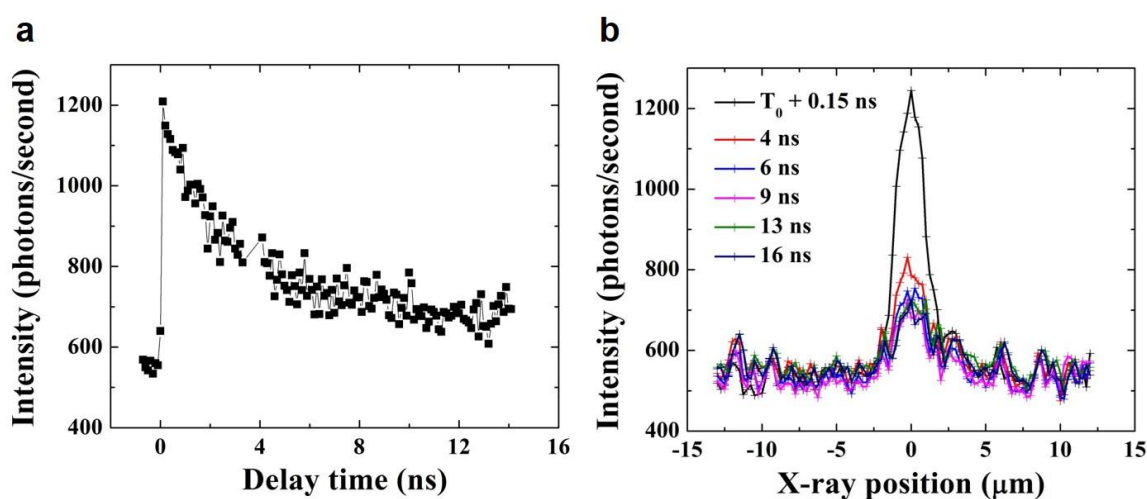 a
Intensity (photons/second)
1200
1000
800
600
400
0
4
8
12
16
Delay time (ns)
b
Intensity (photons/second)
1200
1000
800
600
400
T0 + 0.15 ns
4 ns
6 ns
9 ns
13 ns
16 ns
-15
-10
-5
0
5
10
15
X-ray position (μm)